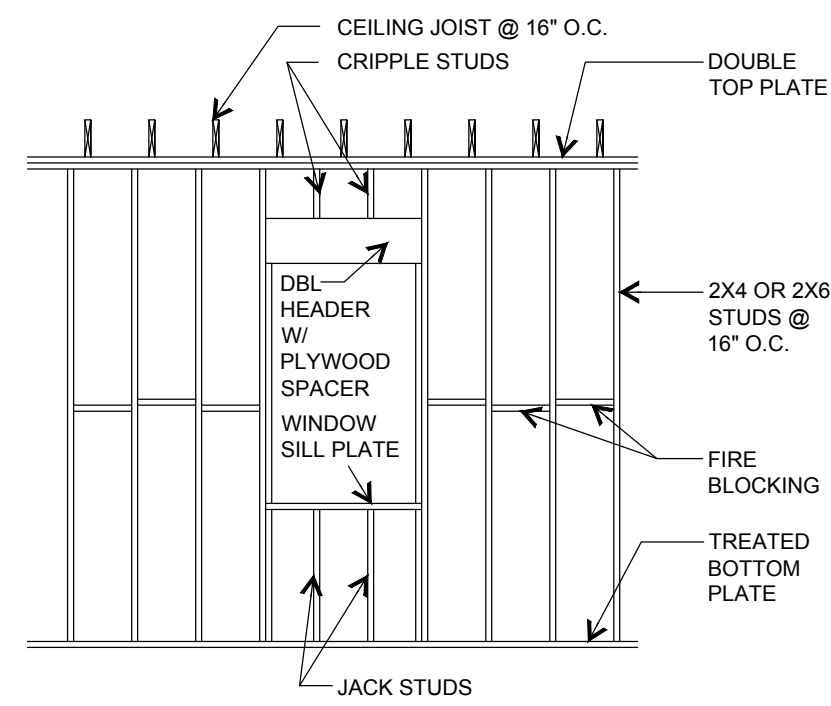 CEILING JOIST @ 16" O.C.
CRIPPLE STUDS
DOUBLE
TOP PLATE
DBL
HEADER
W/
PLYWOOD
SPACER
WINDOW
SILL PLATE
2X4 OR 2X6
STUDS @
16" O.C.
FIRE
BLOCKING
TREATED
BOTTOM
PLATE
JACK STUDS